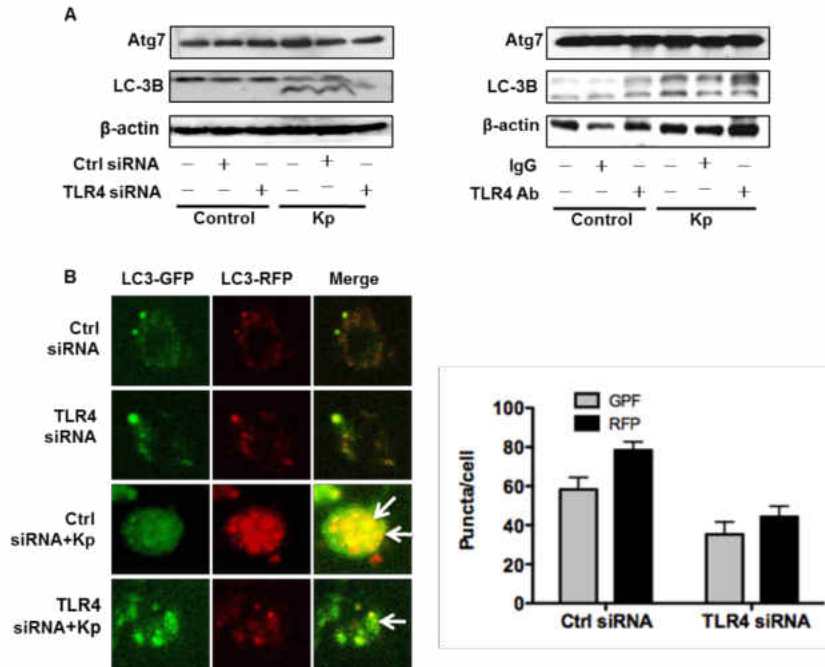 A
Atg7
LC-3B
β-actin
Ctrl siRNA − + − − + −
TLR4 siRNA − − + − − +
Control Kp
Atg7
LC-3B
β-actin
IgG − + − − + −
TLR4 Ab − − + − − +
Control Kp
B
LC3-GFP LC3-RFP Merge
Ctrl
siRNA
TLR4
siRNA
Ctrl
siRNA+Kp
TLR4
siRNA+Kp
GPF
RFP
Puncta/cell
100
80
60
40
20
0
Ctrl siRNA TLR4 siRNA